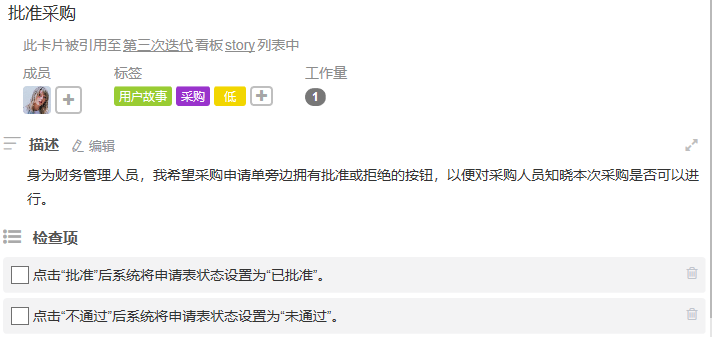 批准采购
此卡片被引用至第三次迭代看板story列表中
成员 标签 工作量
用户故事 采购 低 1
描述 编辑
身为财务管理人员，我希望采购申请单旁边拥有批准或拒绝的按钮，以便对采购人员知晓本次采购是否可以进
行。
检查项
点击“批准”后系统将申请表状态设置为“已批准”。
点击“不通过”后系统将申请表状态设置为“未通过”。